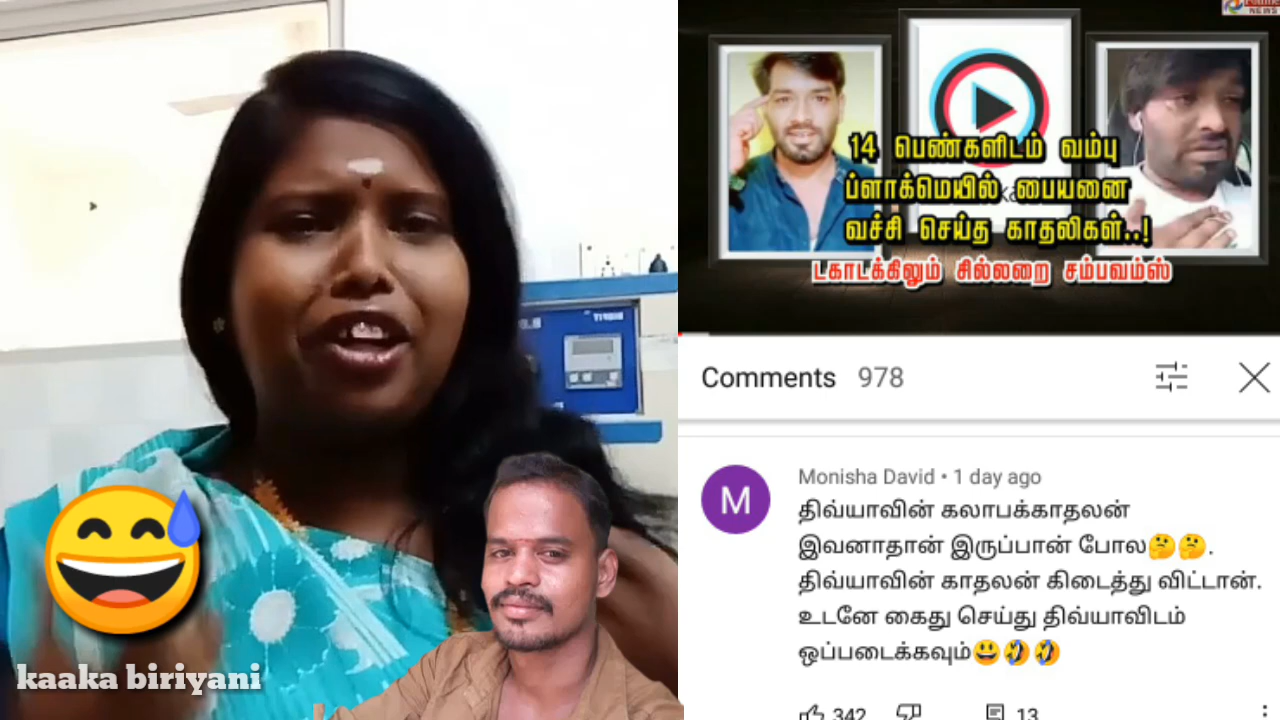 kaaka biriyani
NEWS
14 பெண்களிடம் வம்பு
ப்ளாக்மெயில் பையனை
வச்சி செய்த காதலிகள்..!
டகாடக்கிலும் சில்லறை சம்பவம்ஸ்
Comments 978
M
Monisha David • 1 day ago
திவ்யாவின் கலாபக்காதலன்
இவனாதான் இருப்பான் போல🤔🤔.
திவ்யாவின் காதலன் கிடைத்து விட்டான்.
உடனே கைது செய்து திவ்யாவிடம்
ஒப்படைக்கவும்😃🤣🤣
342 13